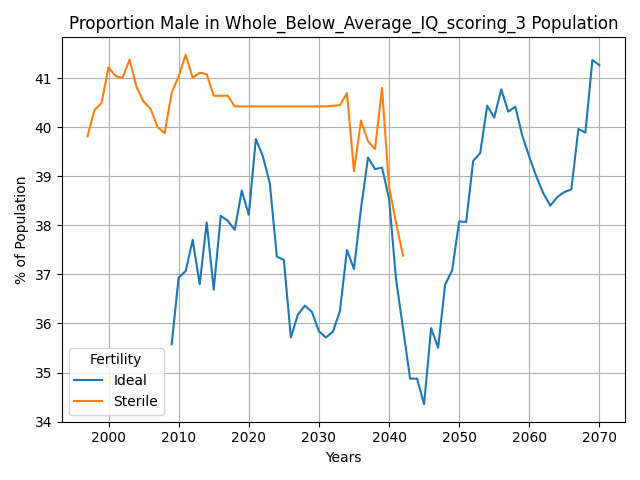 Proportion Male in Whole_Below_Average_IQ_scoring_3 Population
% of Population
41
40
39
38
37
36
35
34
Fertility
Ideal
Sterile
2000 2010 2020 2030 2040 2050 2060 2070
Years